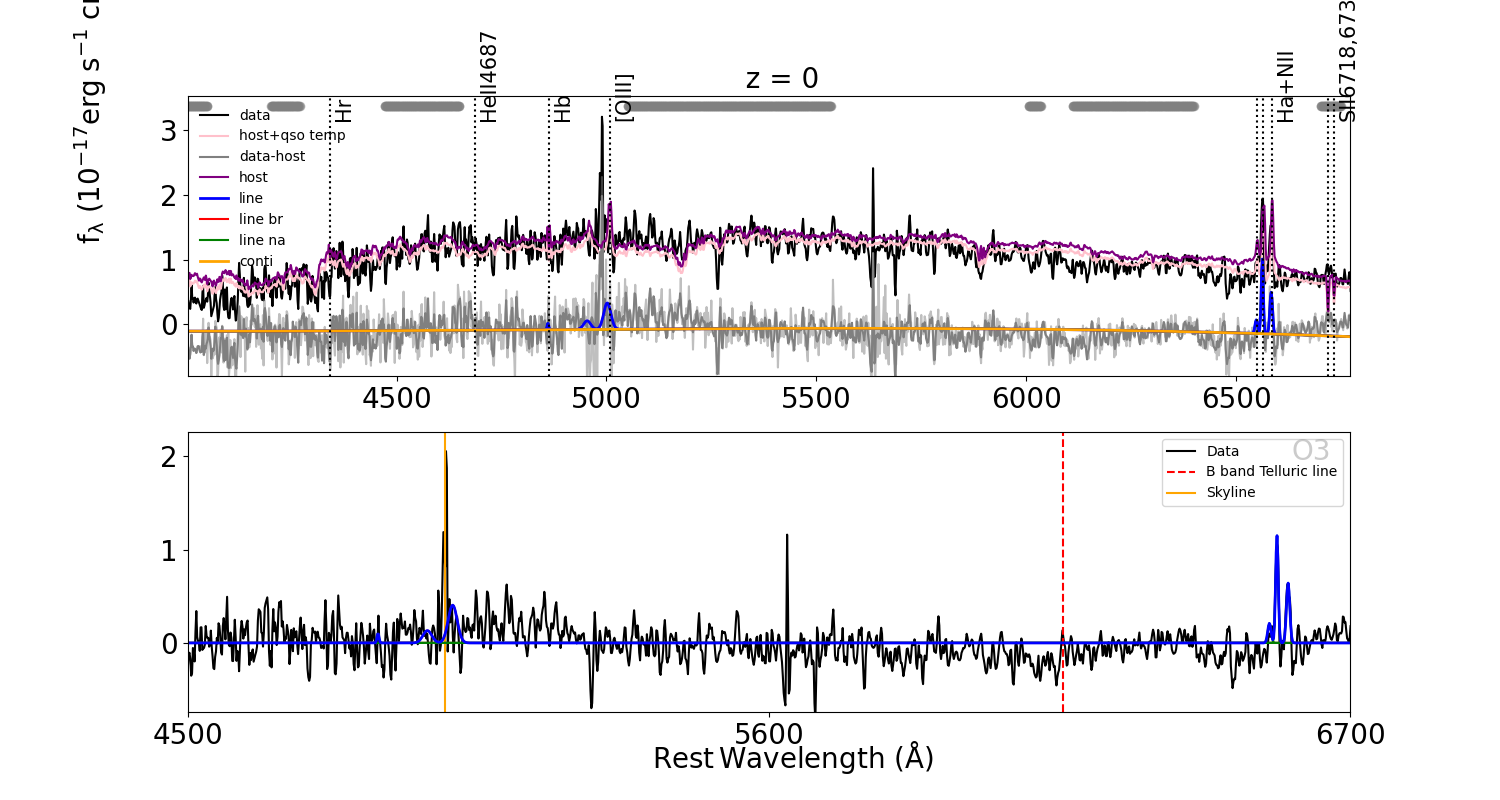 z = 0
f_λ (10^−17 erg s^−1 c
Hr
HeII4687
Hb
[OIII]
Ha+NII
SII6718,673
data
host+qso temp
data-host
host
line
line br
line na
conti
3
2
1
0
4500 5000 5500 6000 6500
O3
Data
B band Telluric line
Skyline
2
1
0
4500 5600 6700
Rest Wavelength (Å)